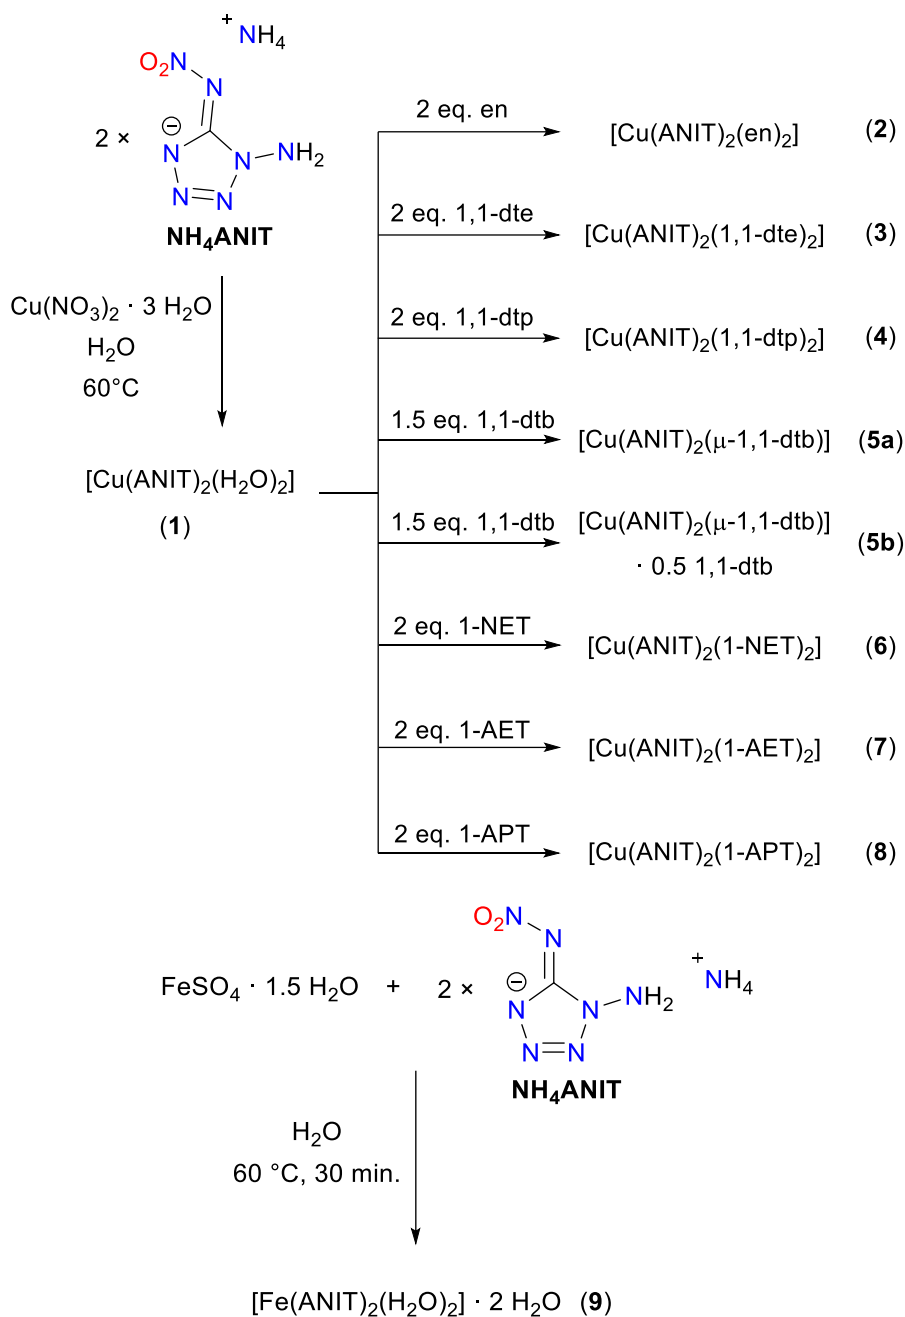 +
NH4
O2N
N
2 ×
⊖
N
N
NH2
N
N
NH4ANIT
Cu(NO3)2 · 3 H2O
H2O
60°C
[Cu(ANIT)2(H2O)2]
(1)
2 eq. en
[Cu(ANIT)2(en)2]
(2)
2 eq. 1,1-dte
[Cu(ANIT)2(1,1-dte)2]
(3)
2 eq. 1,1-dtp
[Cu(ANIT)2(1,1-dtp)2]
(4)
1.5 eq. 1,1-dtb
[Cu(ANIT)2(μ-1,1-dtb)]
(5a)
1.5 eq. 1,1-dtb
[Cu(ANIT)2(μ-1,1-dtb)]
· 0.5 1,1-dtb
(5b)
2 eq. 1-NET
[Cu(ANIT)2(1-NET)2]
(6)
2 eq. 1-AET
[Cu(ANIT)2(1-AET)2]
(7)
2 eq. 1-APT
[Cu(ANIT)2(1-APT)2]
(8)
FeSO4 · 1.5 H2O
+
2 ×
O2N
N
⊖
N
N
NH2
N
N
+
NH4
NH4ANIT
H2O
60 °C, 30 min.
[Fe(ANIT)2(H2O)2] · 2 H2O (9)